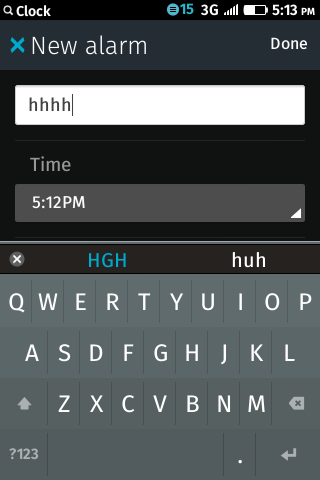 Clock 15 3G 5:13 PM
New alarm Done
hhhh
Time
5:12PM
HGH huh
Q W E R T Y U I O P
A S D F G H J K L
Z X C V B N M
?123 .